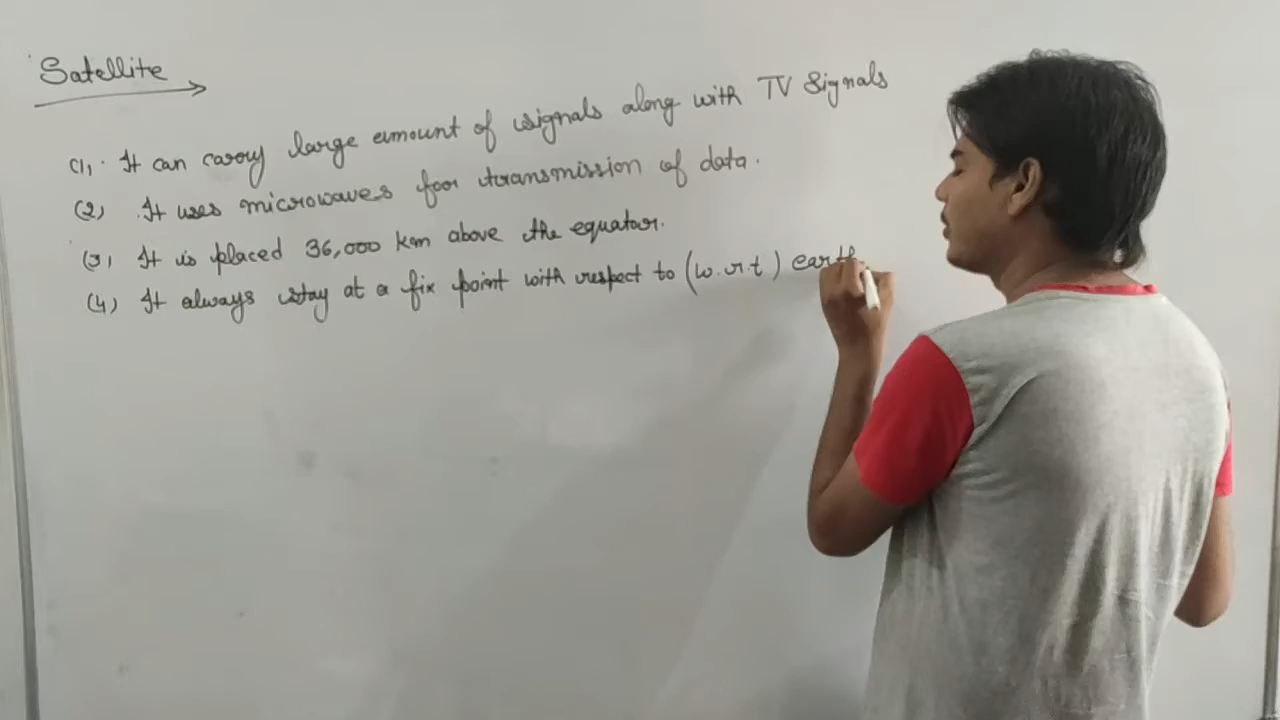 Satellite
(1) It can carry large amount of signals along with TV Signals
(2) It uses microwaves for transmission of data.
(3) It is placed 36,000 km above the equator.
(4) It always stay at a fix point with respect to (w.r.t) earth